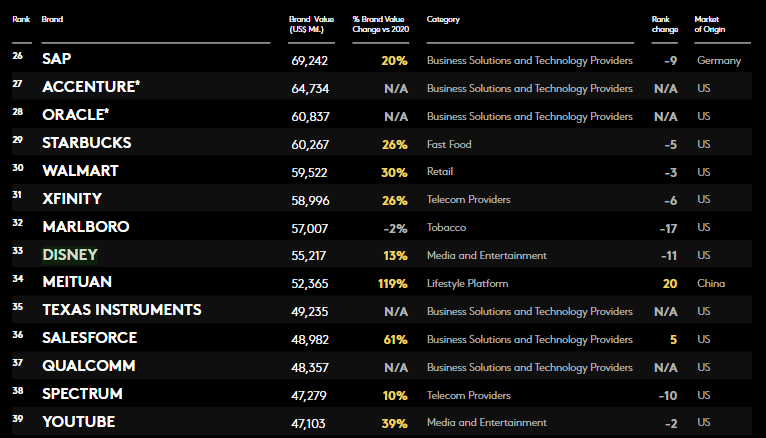 Rank Brand Brand Value (US$ Mil.) % Brand Value Change vs 2020 Category Rank change Market of Origin
26 SAP 69,242 20% Business Solutions and Technology Providers -9 Germany
27 ACCENTURE* 64,734 N/A Business Solutions and Technology Providers N/A US
28 ORACLE* 60,837 N/A Business Solutions and Technology Providers N/A US
29 STARBUCKS 60,267 26% Fast Food -5 US
30 WALMART 59,522 30% Retail -3 US
31 XFINITY 58,996 26% Telecom Providers -6 US
32 MARLBORO 57,007 -2% Tobacco -17 US
33 DISNEY 55,217 13% Media and Entertainment -11 US
34 MEITUAN 52,365 119% Lifestyle Platform 20 China
35 TEXAS INSTRUMENTS 49,235 N/A Business Solutions and Technology Providers N/A US
36 SALESFORCE 48,982 61% Business Solutions and Technology Providers 5 US
37 QUALCOMM 48,357 N/A Business Solutions and Technology Providers N/A US
38 SPECTRUM 47,279 10% Telecom Providers -10 US
39 YOUTUBE 47,103 39% Media and Entertainment -2 US